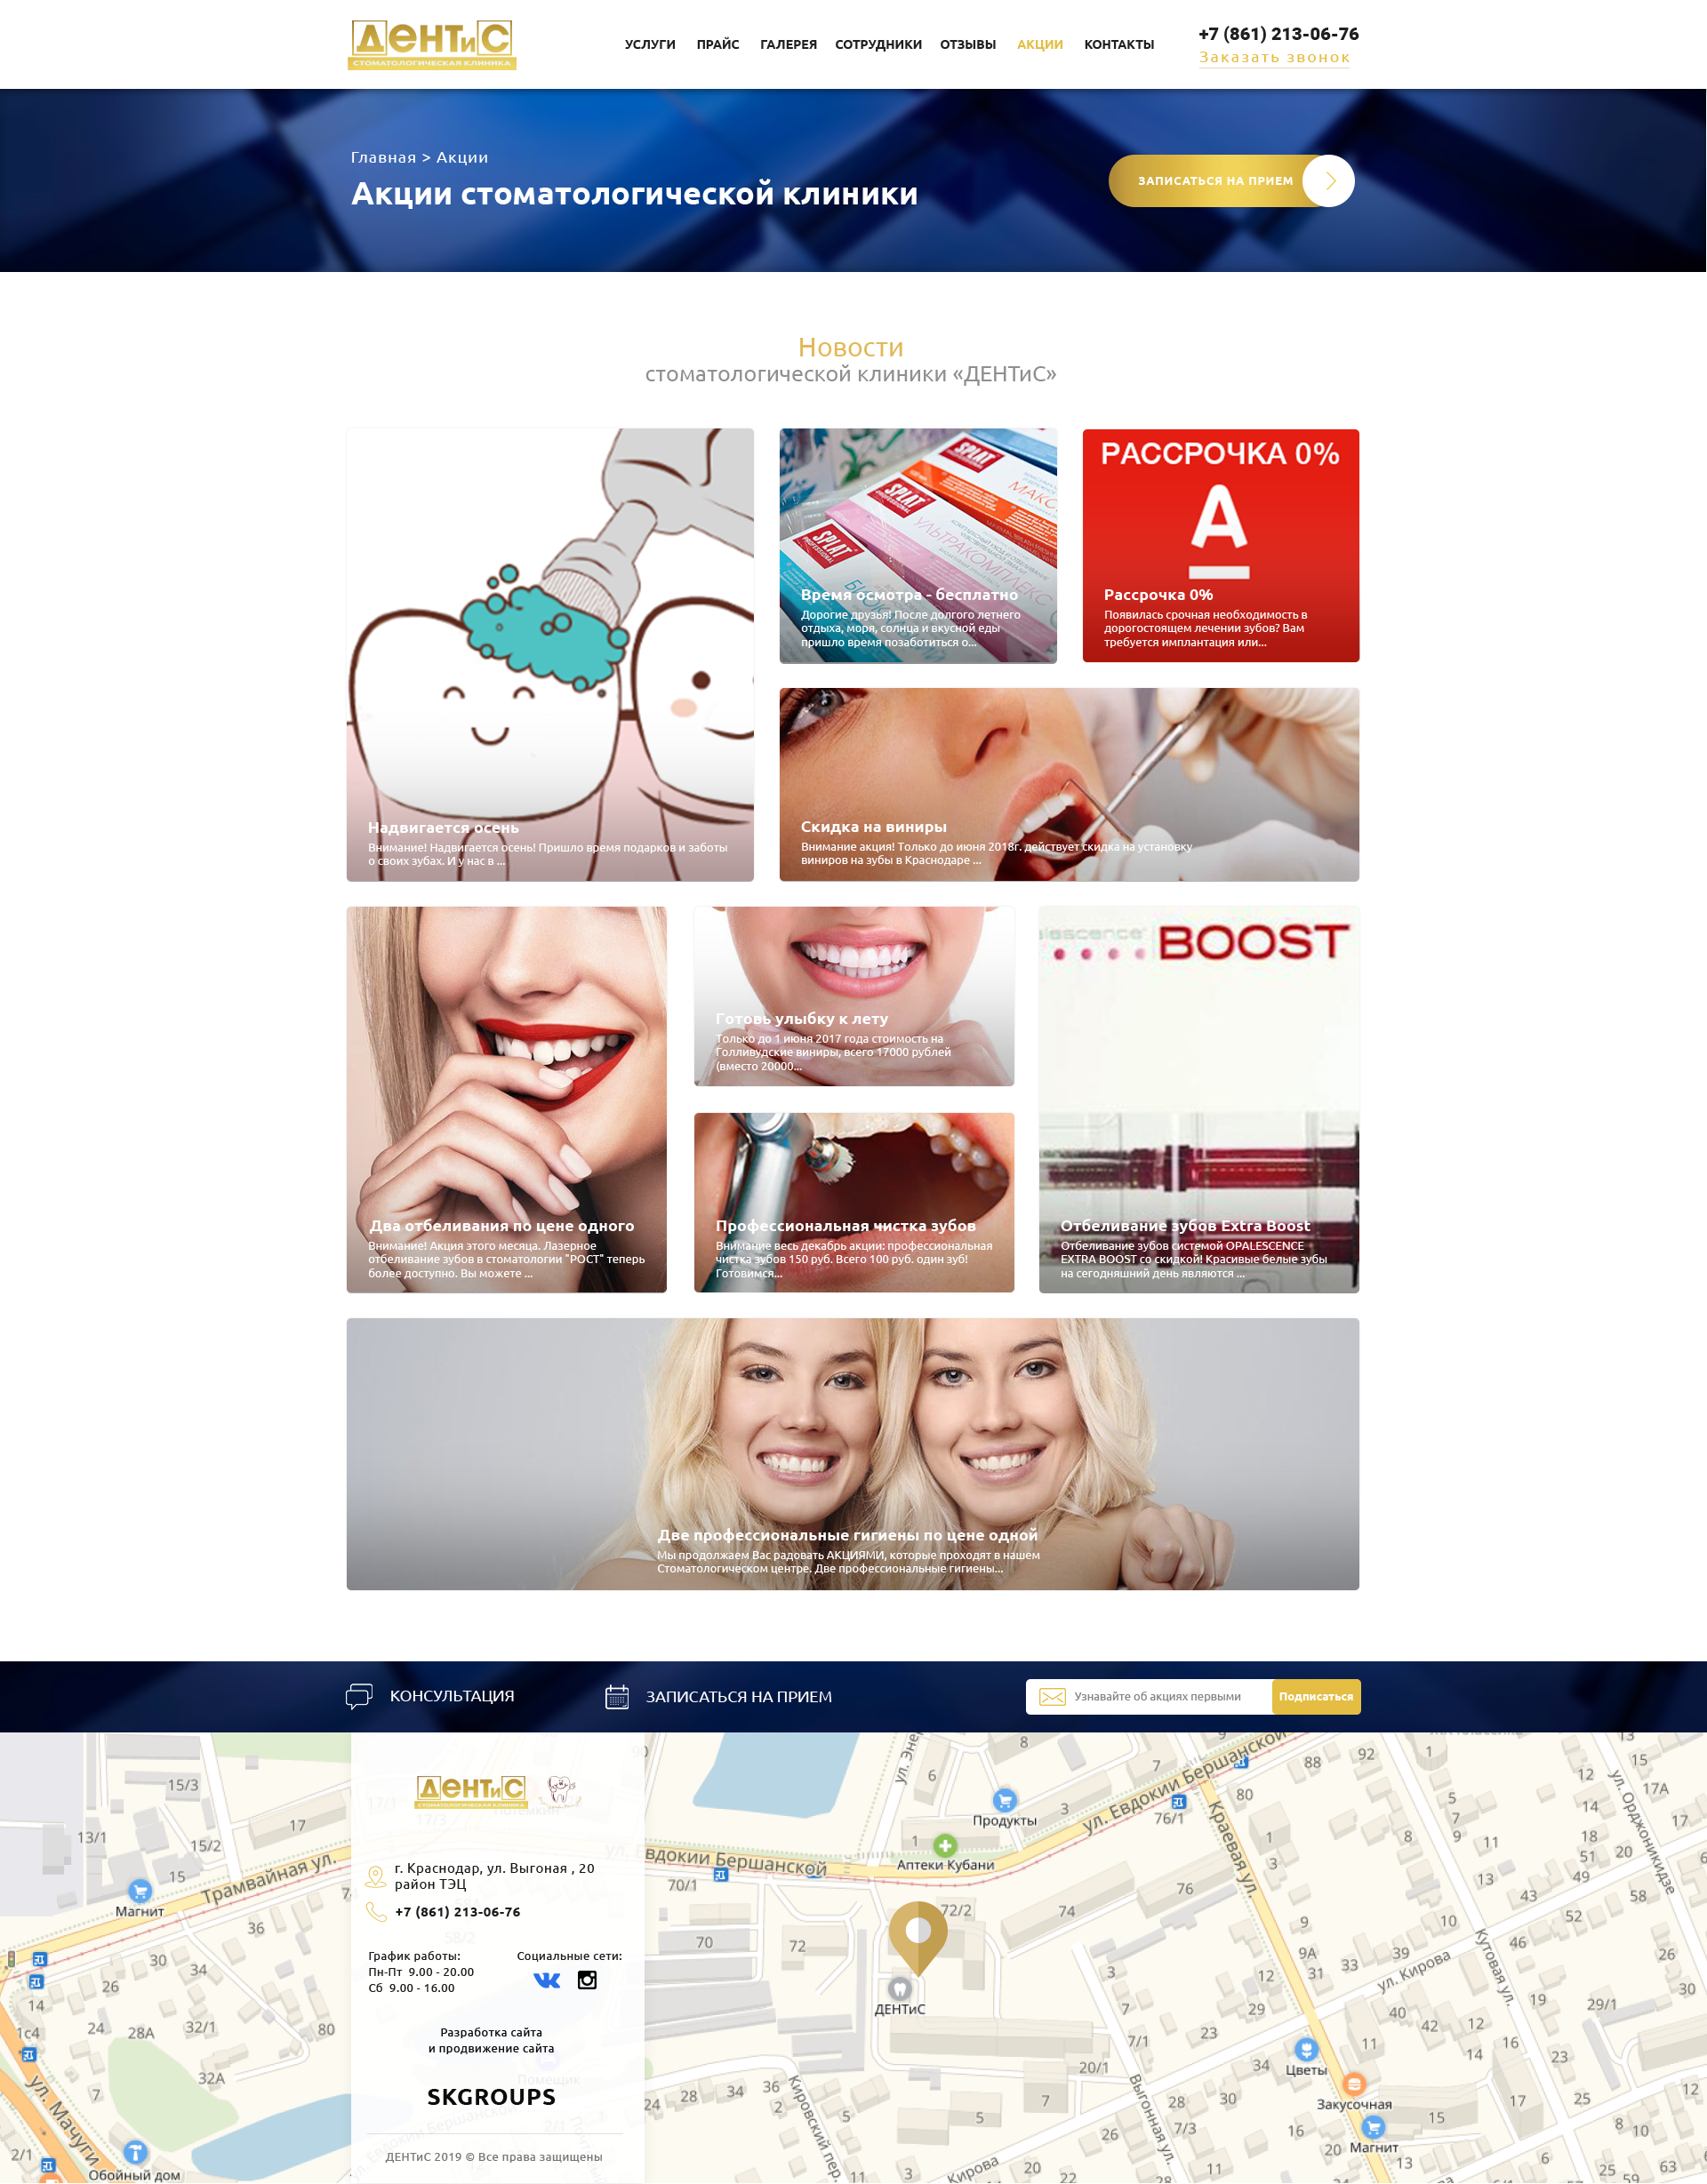 ДЕНТиС
СТОМАТОЛОГИЧЕСКАЯ КЛИНИКА
УСЛУГИ ПРАЙС ГАЛЕРЕЯ СОТРУДНИКИ ОТЗЫВЫ АКЦИИ КОНТАКТЫ
+7 (861) 213-06-76
Заказать звонок
Главная > Акции
Акции стоматологической клиники
ЗАПИСАТЬСЯ НА ПРИЕМ
Новости
стоматологической клиники «ДЕНТиС»
Надвигается осень
Внимание! Надвигается осень! Пришло время подарков и заботы
о своих зубах. И у нас в ...
SPLAT
PROFESSIONAL
SPLAT
SPLAT
УЛЬТРАКОМПЛЕКС
Время осмотра - бесплатно
Дорогие друзья! После долгого летнего
отдыха, моря, солнца и вкусной еды
пришло время позаботиться о...
РАССРОЧКА 0%
А
Рассрочка 0%
Появилась срочная необходимость в
дорогостоящем лечении зубов? Вам
требуется имплантация или...
Скидка на виниры
Внимание акция! Только до июня 2018г. действует скидка на установку
виниров на зубы в Краснодаре ...
Два отбеливания по цене одного
Внимание! Акция этого месяца. Лазерное
отбеливание зубов в стоматологии "РОСТ" теперь
более доступно. Вы можете ...
Готовь улыбку к лету
Только до 1 июня 2017 года стоимость на
Голливудские виниры, всего 17000 рублей
(вместо 20000...
Профессиональная чистка зубов
Внимание весь декабрь акции: профессиональная
чистка зубов 150 руб. Всего 100 руб. один зуб!
Готовимся...
BOOST
Отбеливание зубов Extra Boost
Отбеливание зубов системой OPALESCENCE
EXTRA BOOST со скидкой! Красивые белые зубы
на сегодняшний день являются ...
Две профессиональные гигиены по цене одной
Мы продолжаем Вас радовать АКЦИЯМИ, которые проходят в нашем
Стоматологическом центре. Две профессиональные гигиены...
КОНСУЛЬТАЦИЯ
ЗАПИСАТЬСЯ НА ПРИЕМ
Узнавайте об акциях первыми
Подписаться
ДЕНТиС
СТОМАТОЛОГИЧЕСКАЯ КЛИНИКА
г. Краснодар, ул. Выгоная , 20
район ТЭЦ
+7 (861) 213-06-76
График работы:
Пн-Пт 9.00 - 20.00
Сб 9.00 - 16.00
Социальные сети:
Разработка сайта
и продвижение сайта
SKGROUPS
ДЕНТиС 2019 © Все права защищены
Трамвайная ул.
Магнит
ул. Мачуги
Обойный дом
ул. Евдокии Бершанской
ул. Евдокии Бершанской
Продукты
Аптеки Кубани
ДЕНТиС
Краевая ул.
ул. Орджоникидзе
ул. Кирова
Кутовая ул.
Цветы
Закусочная
Магнит
Кировский пер.
Выгонная ул.
Кирова